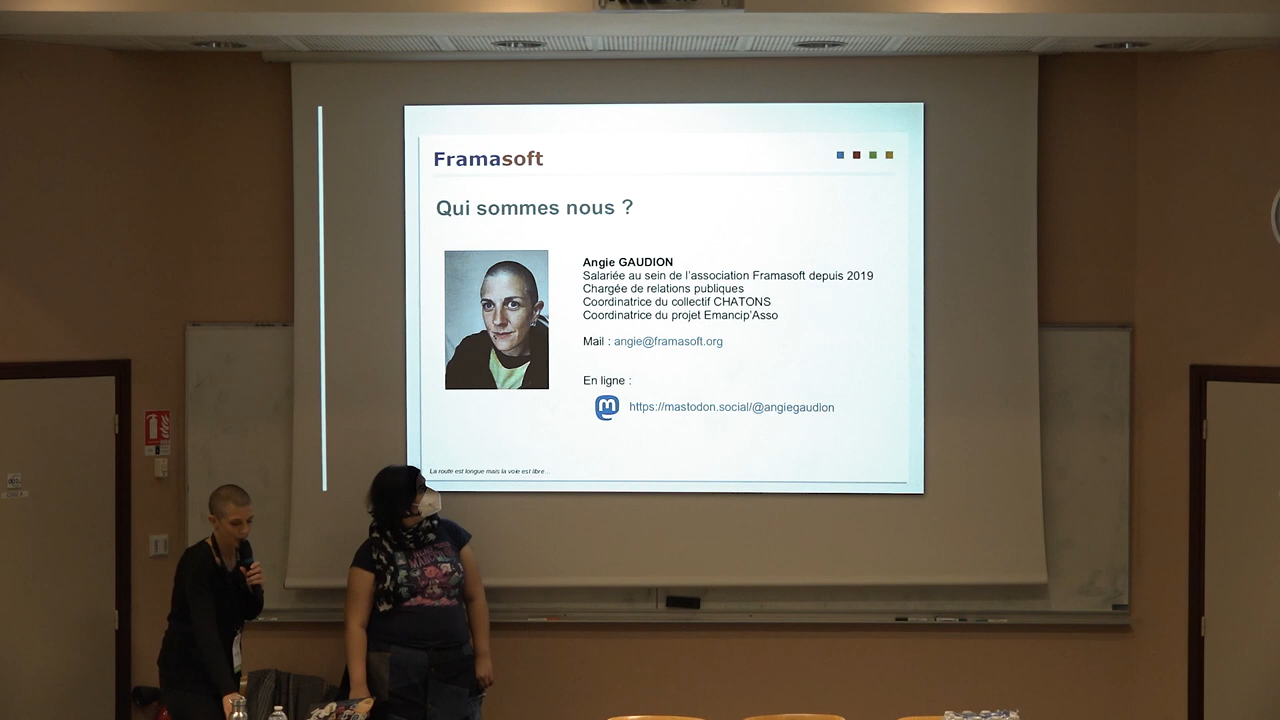 Framasoft
Qui sommes nous ?
Angie GAUDION
Salariée au sein de l'association Framasoft depuis 2019
Chargée de relations publiques
Coordinatrice du collectif CHATONS
Coordinatrice du projet Emancip'Asso
Mail : angie@framasoft.org
En ligne :
https://mastodon.social/@angiegaudion
La route est longue mais la voie est libre...